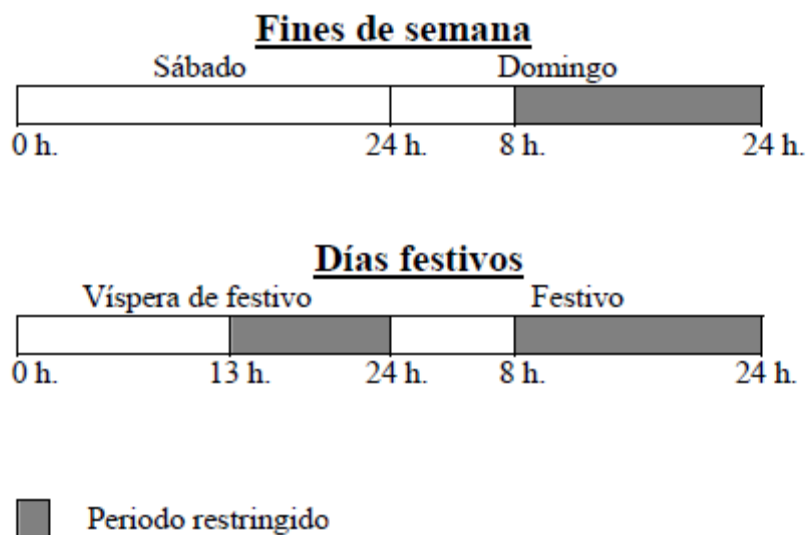 Fines de semana
Sábado Domingo
0 h. 24 h. 8 h. 24 h.
Días festivos
Víspera de festivo Festivo
0 h. 13 h. 24 h. 8 h. 24 h.
Periodo restringido